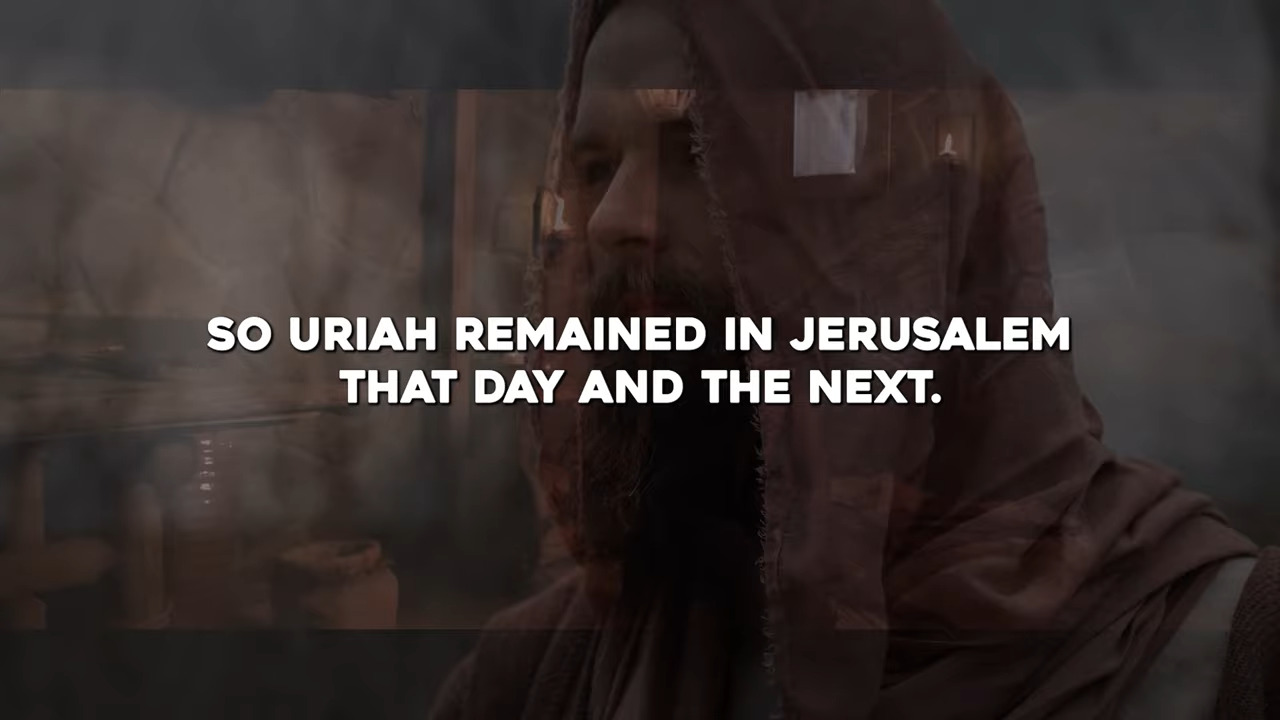 SO URIAH REMAINED IN JERUSALEM
THAT DAY AND THE NEXT.